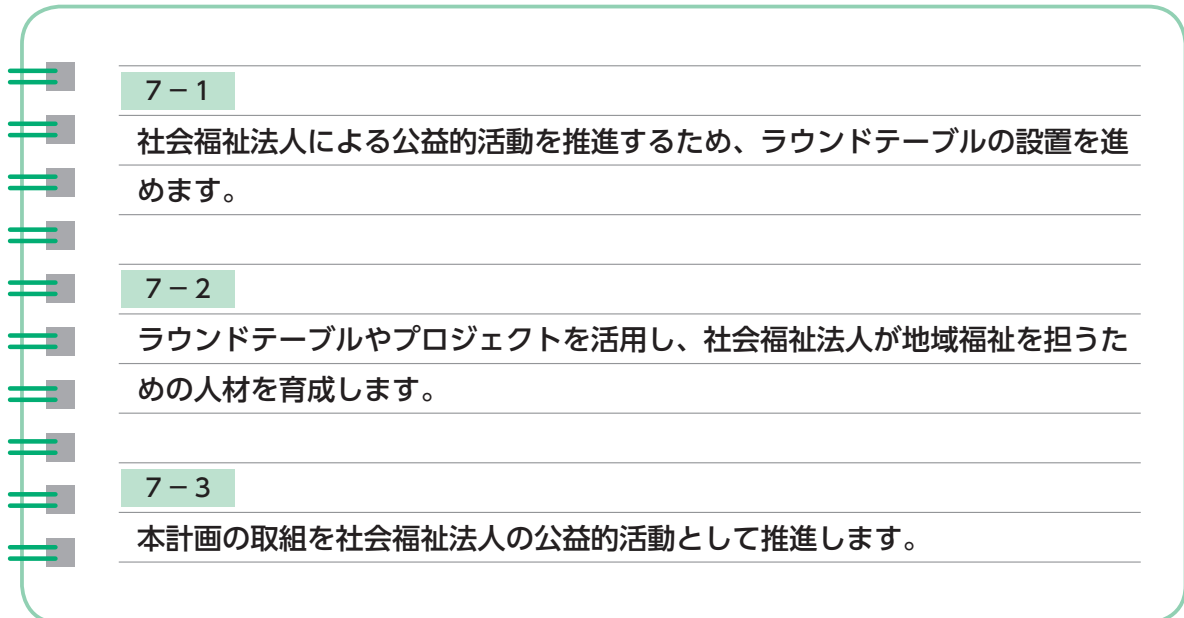 7－1
社会福祉法人による公益的活動を推進するため、ラウンドテーブルの設置を進
めます。
7－2
ラウンドテーブルやプロジェクトを活用し、社会福祉法人が地域福祉を担うた
めの人材を育成します。
7－3
本計画の取組を社会福祉法人の公益的活動として推進します。